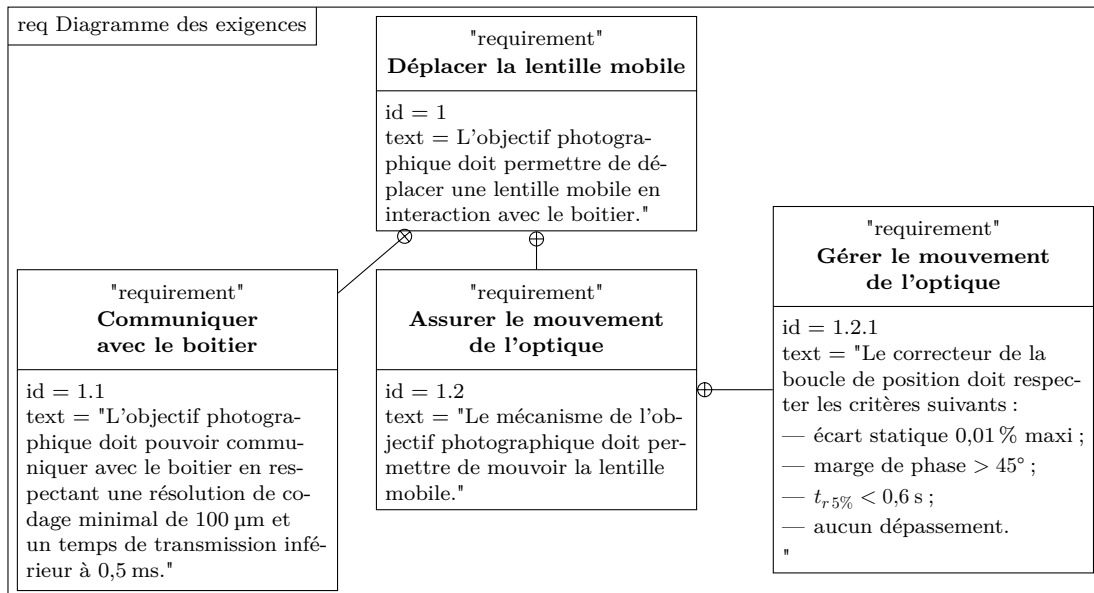 req Diagramme des exigences
"requirement"
Déplacer la lentille mobile
id = 1
text = L'objectif photogra-
phique doit permettre de dé-
placer une lentille mobile en
interaction avec le boitier."
"requirement"
Communiquer
avec le boitier
id = 1.1
text = "L'objectif photogra-
phique doit pouvoir commu-
niquer avec le boitier en res-
pectant une résolution de co-
dage minimal de 100 µm et
un temps de transmission infé-
rieur à 0,5 ms."
"requirement"
Assurer le mouvement
de l'optique
id = 1.2
text = "Le mécanisme de l'ob-
jectif photographique doit per-
mettre de mouvoir la lentille
mobile."
"requirement"
Gérer le mouvement
de l'optique
id = 1.2.1
text = "Le correcteur de la
boucle de position doit respec-
ter les critères suivants :
— écart statique 0,01 % maxi ;
— marge de phase > 45° ;
— t_{r 5%} < 0,6 s ;
— aucun dépassement.
"